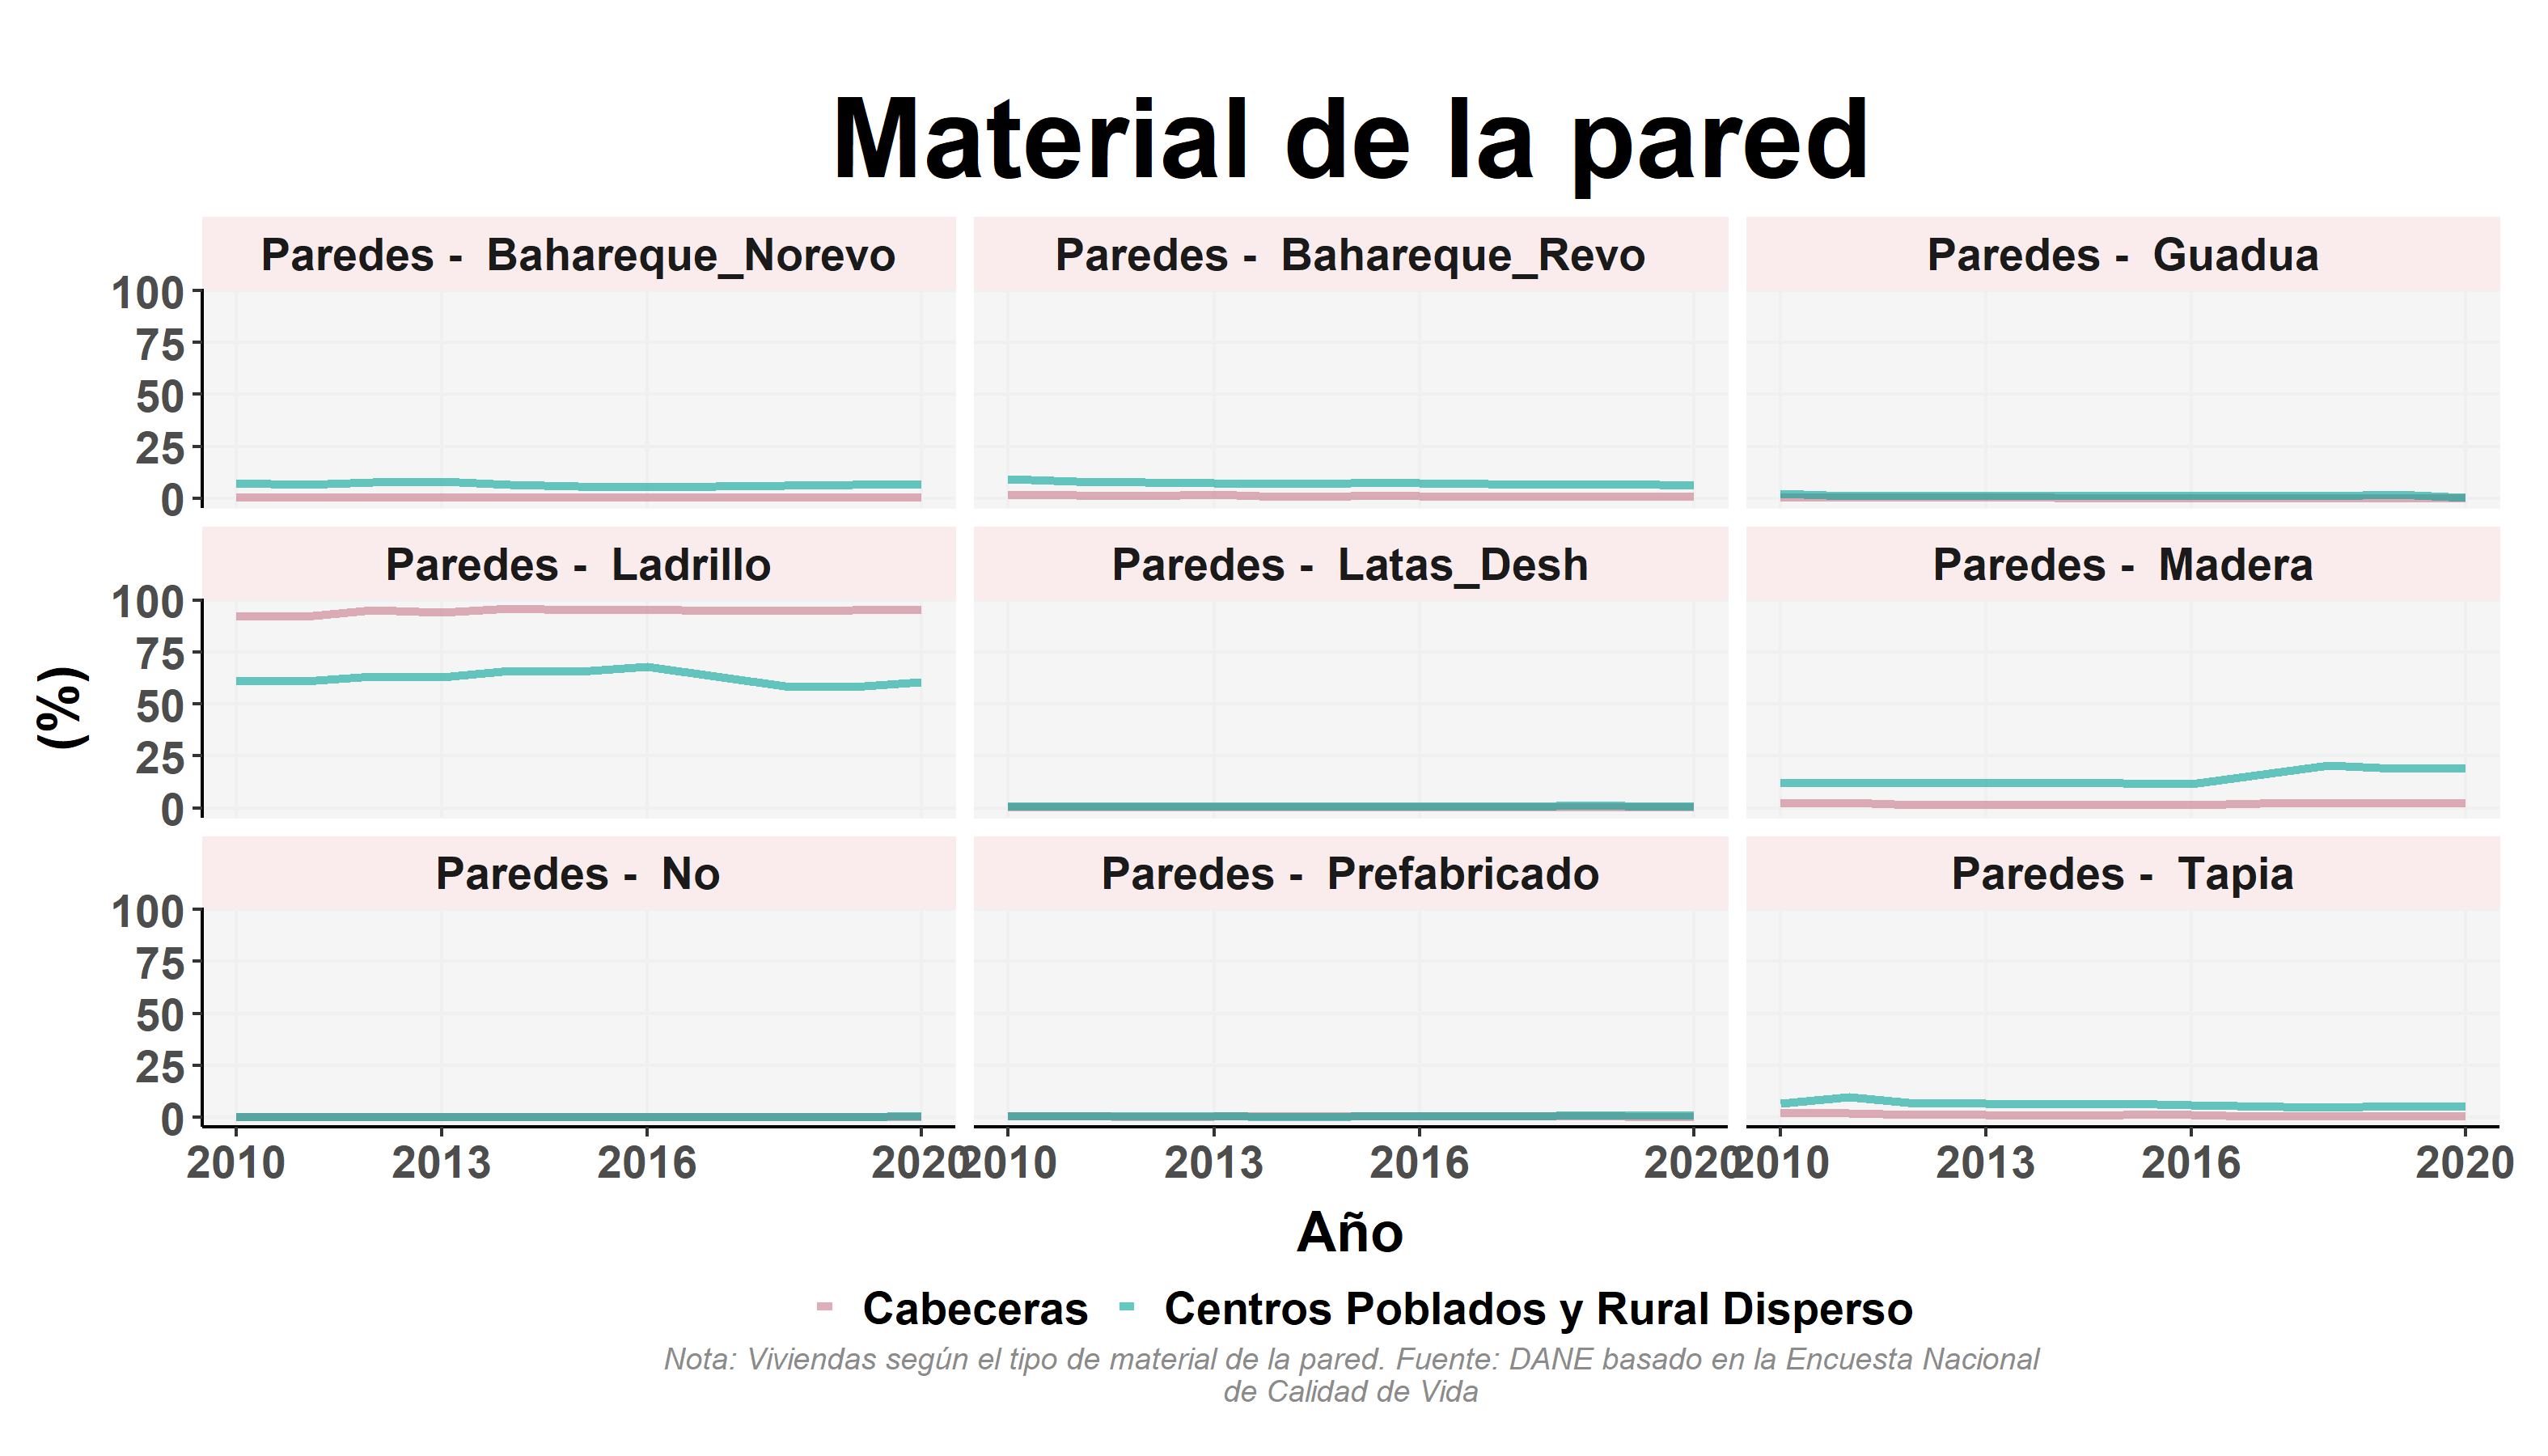 Material de la pared
Paredes - Bahareque_Norevo
Paredes - Bahareque_Revo
Paredes - Guadua
100
75
50
25
0
Paredes - Ladrillo
Paredes - Latas_Desh
Paredes - Madera
100
75
50
25
0
(%)
Paredes - No
Paredes - Prefabricado
Paredes - Tapia
100
75
50
25
0
2010 2013 2016 2020
2010 2013 2016 2020
2010 2013 2016 2020
Año
Cabeceras Centros Poblados y Rural Disperso
Nota: Viviendas según el tipo de material de la pared. Fuente: DANE basado en la Encuesta Nacional
de Calidad de Vida